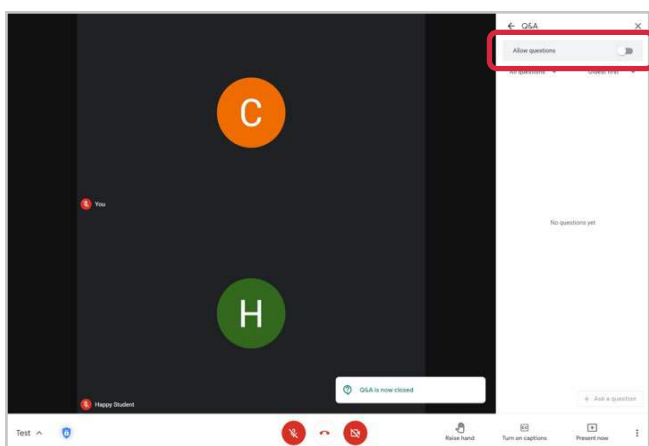 Q&A
Allow questions
All questions
Oldest first
C
You
No questions yet
H
Q&A is now closed
Happy Student
+ Ask a question
Test
Raise hand
Turn on captions
Present now